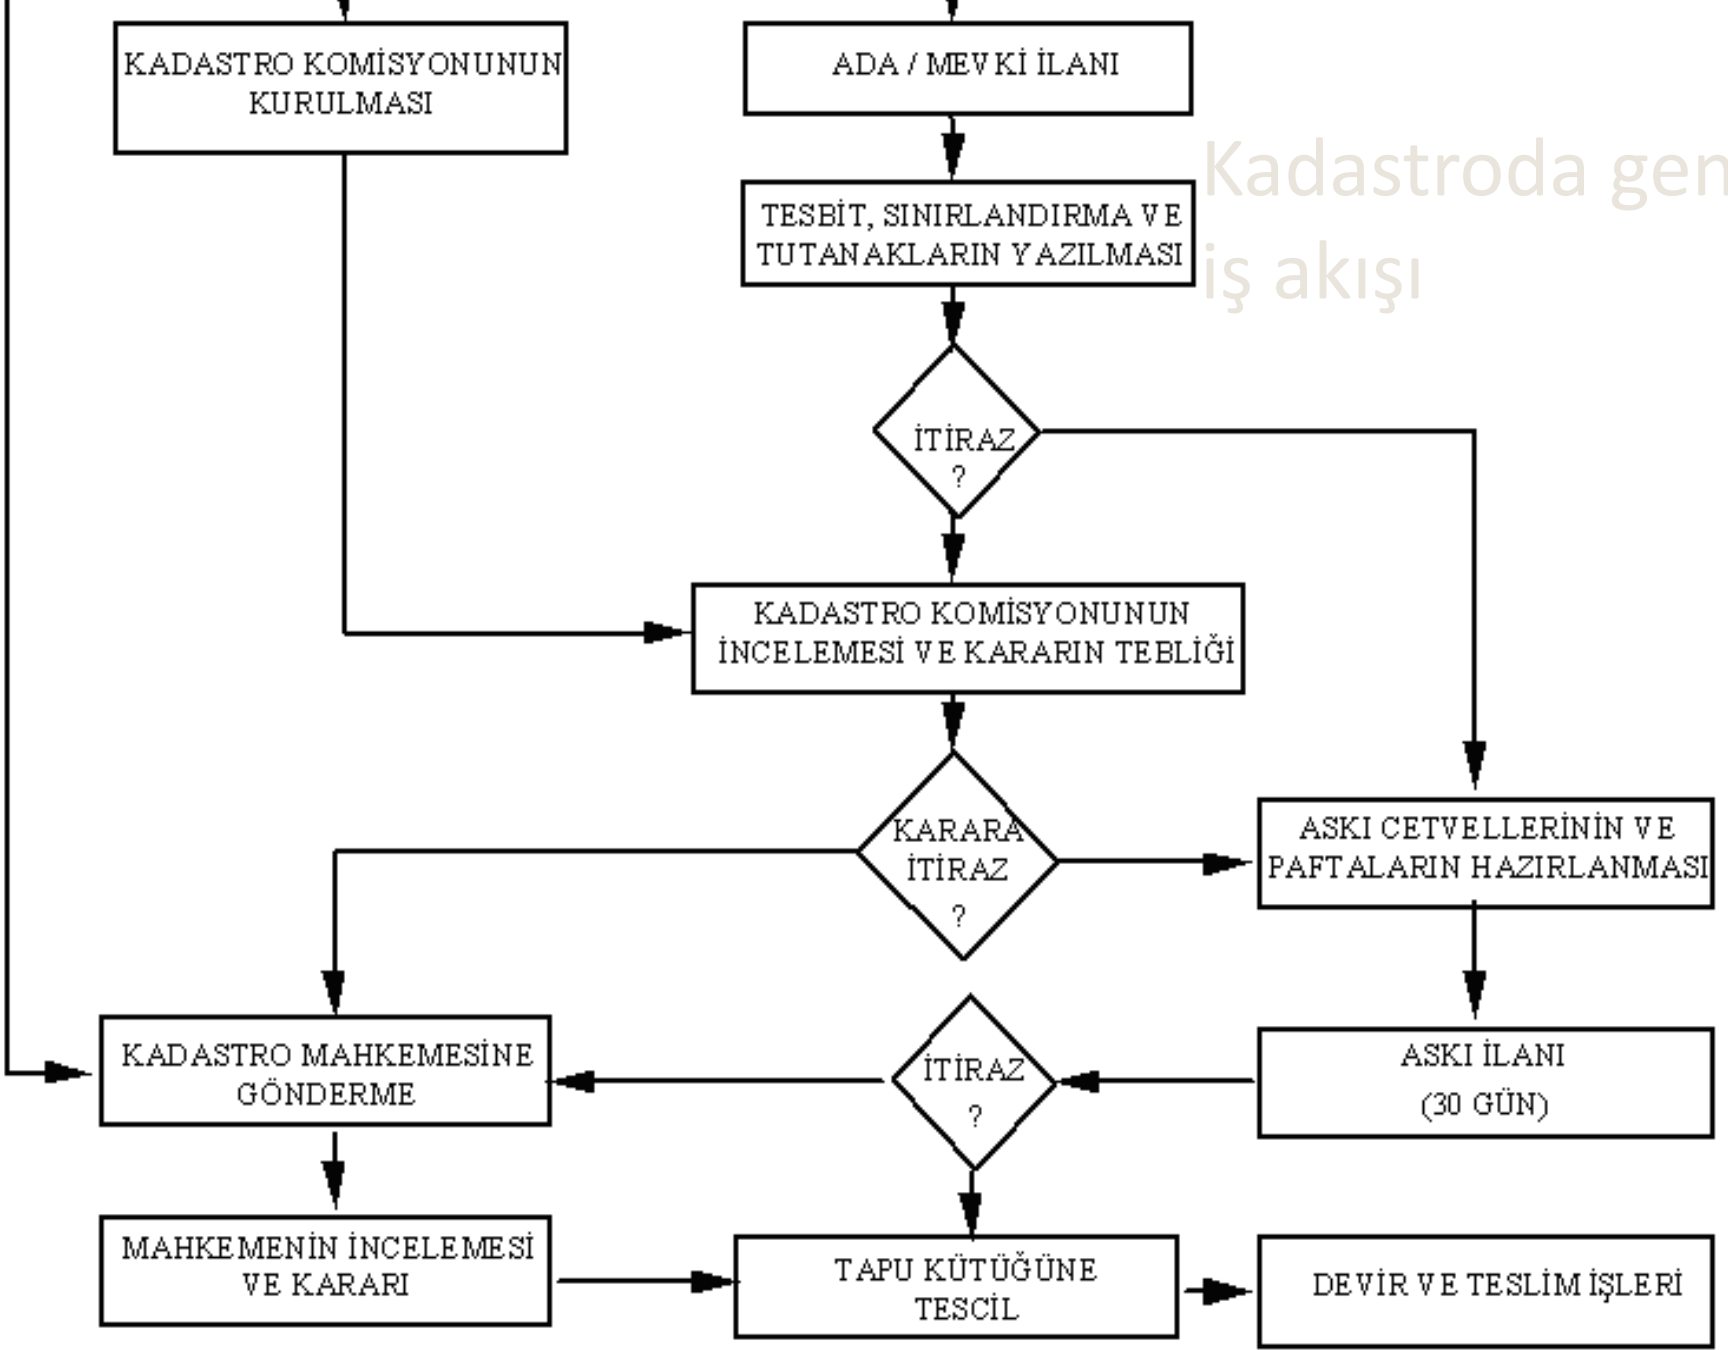 KADASTRO KOMİSYONUNUN
KURULMASI
ADA / MEVKİ İLANI
Kadastroda gen
iş akışı
TESBİT, SINIRLANDIRMA VE
TUTANAKLARIN YAZILMASI
İTİRAZ
?
KADASTRO KOMİSYONUNUN
İNCELEMESİ VE KARARIN TEBLİĞİ
KARARA
İTİRAZ
?
ASKI CETVELLERİNİN VE
PAFTALARIN HAZIRLANMASI
KADASTRO MAHKEMESİNE
GÖNDERME
İTİRAZ
?
ASKI İLANI
(30 GÜN)
MAHKEMENİN İNCELEMESİ
VE KARARI
TAPU KÜTÜĞÜNE
TESCİL
DEVİR VE TESLİM İŞLERİ